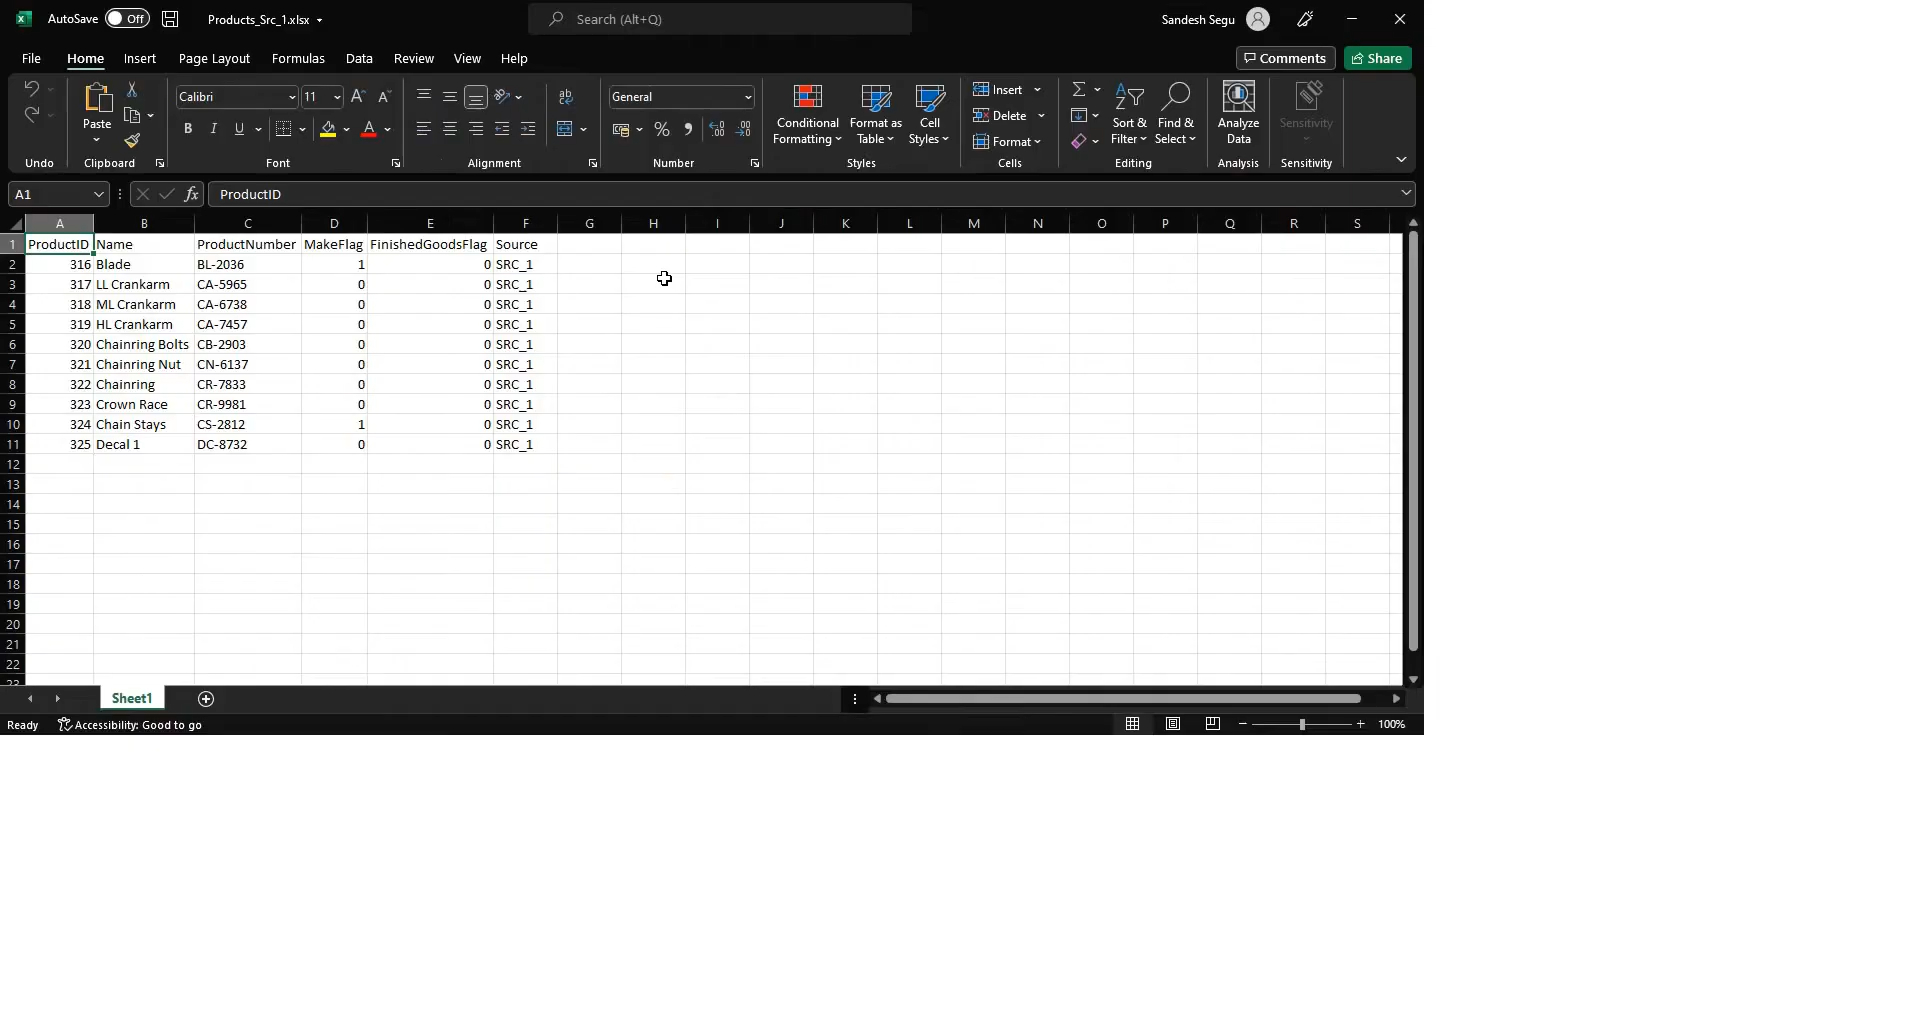 AutoSave Off Products_Src_1.xlsx Search (Alt+Q) Sandesh Segu
File Home Insert Page Layout Formulas Data Review View Help Comments Share
Paste Calibri 11 B I U A General % Conditional Formatting Format as Table Cell Styles Insert Delete Format Sort & Filter Find & Select Analyze Data Sensitivity
Undo Clipboard Font Alignment Number Styles Cells Editing Analysis Sensitivity
A1 fx ProductID
A B C D E F G H I J K L M N O P Q R S
1 ProductID Name ProductNumber MakeFlag FinishedGoodsFlag Source
2 316 Blade BL-2036 1 0 SRC_1
3 317 LL Crankarm CA-5965 0 0 SRC_1
4 318 ML Crankarm CA-6738 0 0 SRC_1
5 319 HL Crankarm CA-7457 0 0 SRC_1
6 320 Chainring Bolts CB-2903 0 0 SRC_1
7 321 Chainring Nut CN-6137 0 0 SRC_1
8 322 Chainring CR-7833 0 0 SRC_1
9 323 Crown Race CR-9981 0 0 SRC_1
10 324 Chain Stays CS-2812 1 0 SRC_1
11 325 Decal 1 DC-8732 0 0 SRC_1
12
13
14
15
16
17
18
19
20
21
22
23
Sheet1
Ready Accessibility: Good to go 100%